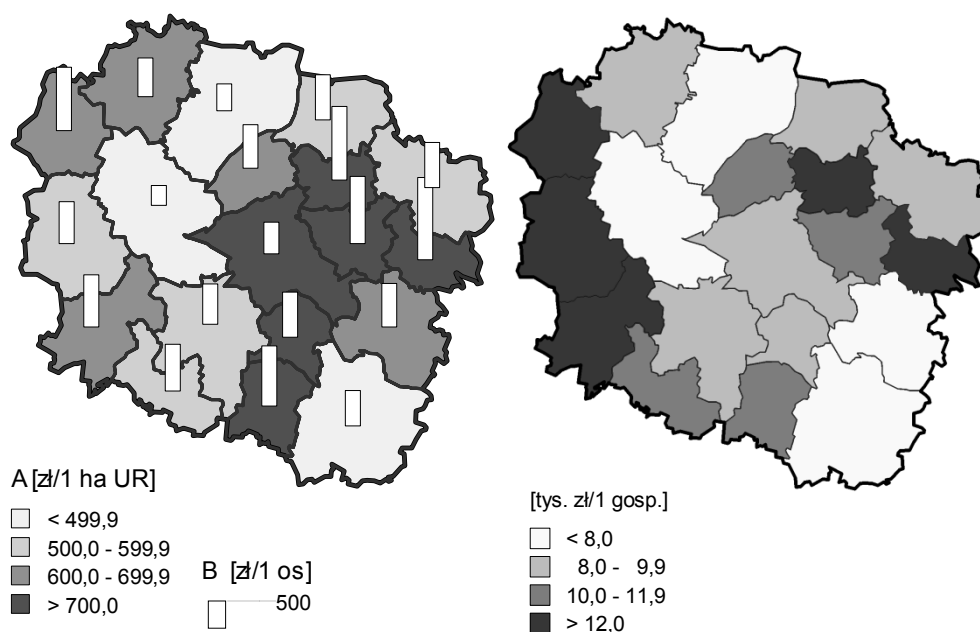 A [zł/1 ha UR]
< 499,9
500,0 - 599,9
600,0 - 699,9
> 700,0
B [zł/1 os]
500
[tys. zł/1 gosp.]
< 8,0
8,0 - 9,9
10,0 - 11,9
> 12,0